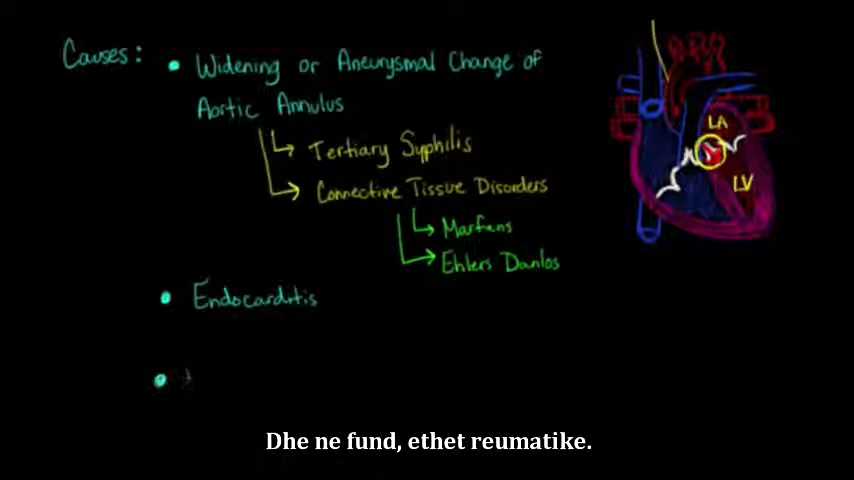 Causes:
• Widening or Aneurysmal Change of
Aortic Annulus
Tertiary Syphilis
Connective Tissue Disorders
Marfans
Ehlers Danlos
• Endocarditis
•
LA
LV
Dhe ne fund, ethet reumatike.